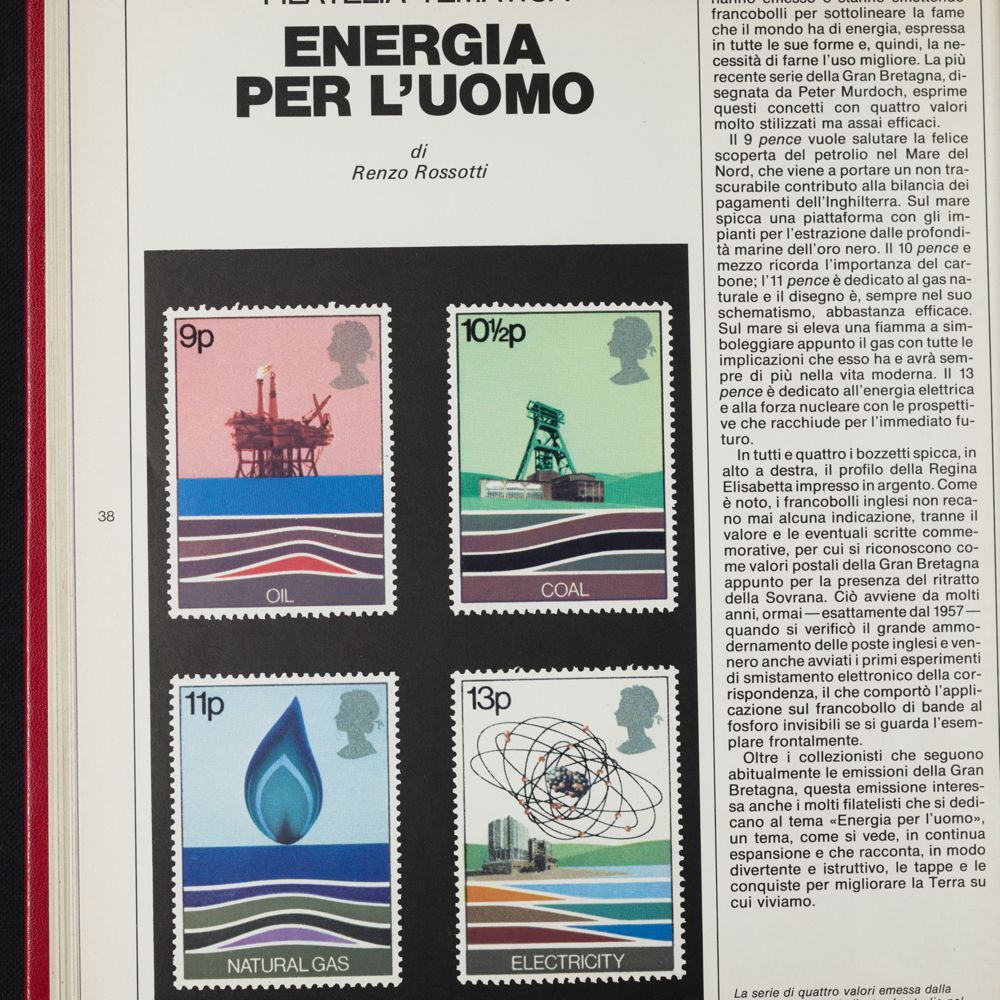 FILATELIA TEMATICA
ENERGIA
PER L'UOMO
di
Renzo Rossotti
38
9p
OIL
10½p
COAL
11p
NATURAL GAS
13p
ELECTRICITY
hanno emesso e stanno emettendo
francobolli per sottolineare la fame
che il mondo ha di energia, espressa
in tutte le sue forme e, quindi, la ne-
cessità di farne l'uso migliore. La più
recente serie della Gran Bretagna, di-
segnata da Peter Murdoch, esprime
questi concetti con quattro valori
molto stilizzati ma assai efficaci.
Il 9 pence vuole salutare la felice
scoperta del petrolio nel Mare del
Nord, che viene a portare un non tra-
scurabile contributo alla bilancia dei
pagamenti dell'Inghilterra. Sul mare
spicca una piattaforma con gli im-
pianti per l'estrazione dalle profondi-
tà marine dell'oro nero. Il 10 pence e
mezzo ricorda l'importanza del car-
bone; l'11 pence è dedicato al gas na-
turale e il disegno è, sempre nel suo
schematismo, abbastanza efficace.
Sul mare si eleva una fiamma a sim-
boleggiare appunto il gas con tutte le
implicazioni che esso ha e avrà sem-
pre di più nella vita moderna. Il 13
pence è dedicato all'energia elettrica
e alla forza nucleare con le prospetti-
ve che racchiude per l'immediato fu-
turo.
In tutti e quattro i bozzetti spicca, in
alto a destra, il profilo della Regina
Elisabetta impresso in argento. Come
è noto, i francobolli inglesi non reca-
no mai alcuna indicazione, tranne il
valore e le eventuali scritte comme-
morative, per cui si riconoscono co-
me valori postali della Gran Bretagna
appunto per la presenza del ritratto
della Sovrana. Ciò avviene da molti
anni, ormai — esattamente dal 1957 —
quando si verificò il grande ammo-
dernamento delle poste inglesi e ven-
nero anche avviati i primi esperimenti
di smistamento elettronico della cor-
rispondenza, il che comportò l'appli-
cazione sul francobollo di bande al
fosforo invisibili se si guarda l'esem-
plare frontalmente.
Oltre i collezionisti che seguono
abitualmente le emissioni della Gran
Bretagna, questa emissione interes-
sa anche i molti filatelisti che si dedi-
cano al tema «Energia per l'uomo»,
un tema, come si vede, in continua
espansione e che racconta, in modo
divertente e istruttivo, le tappe e le
conquiste per migliorare la Terra su
cui viviamo.
La serie di quattro valori emessa dalla